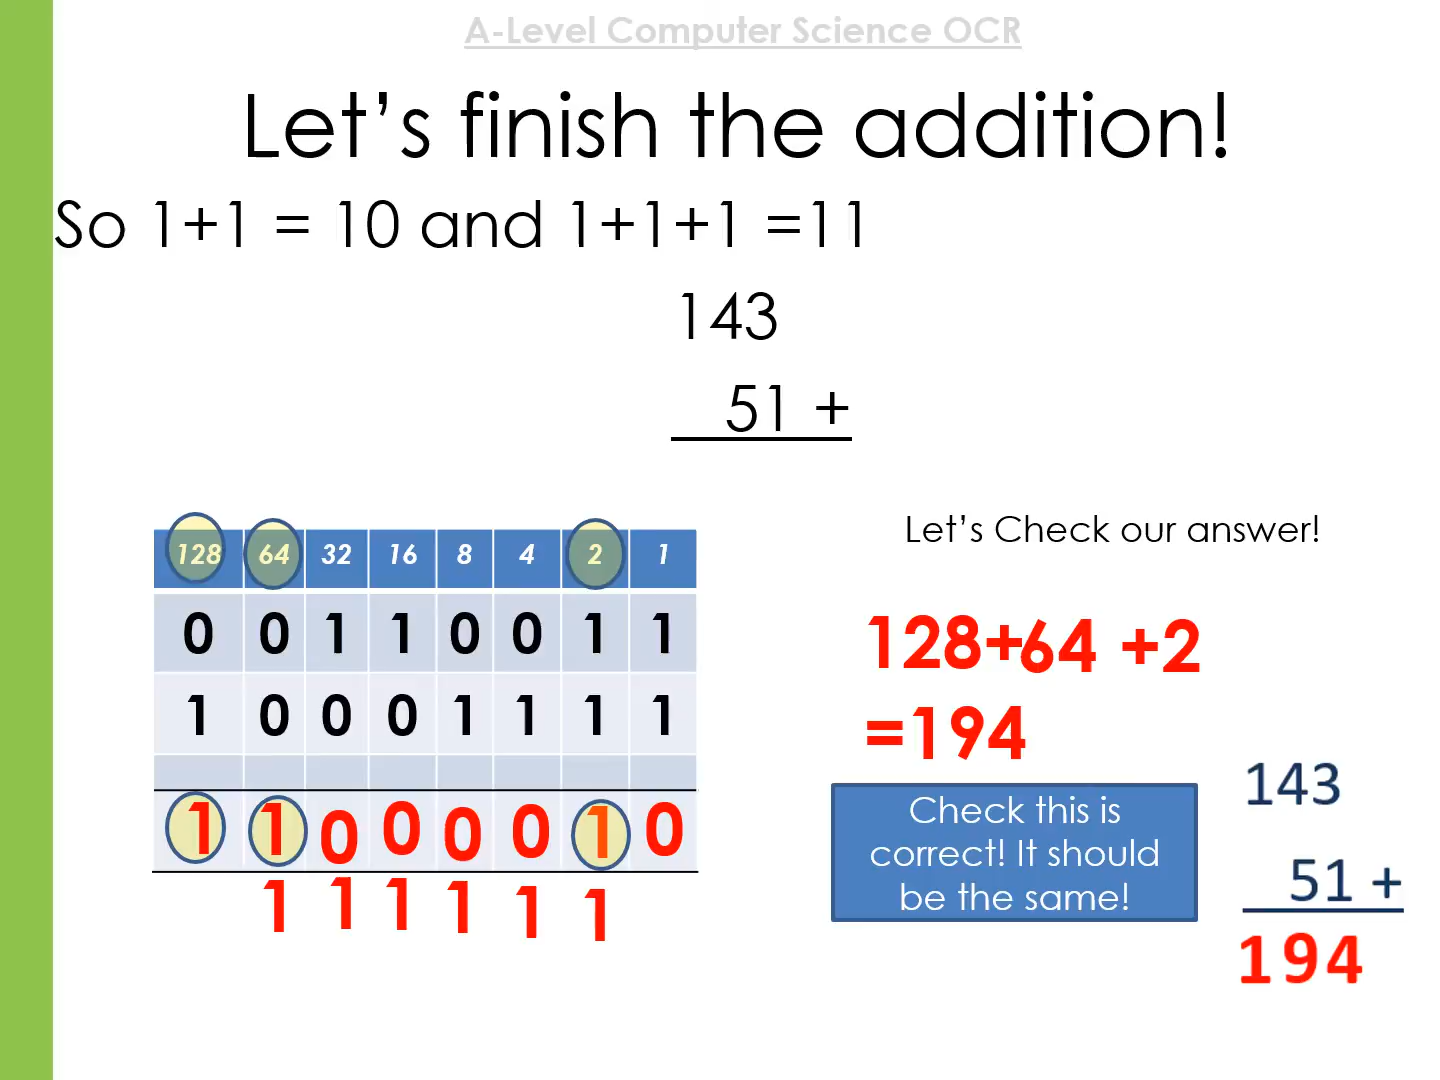 A-Level Computer Science OCR
Let’s finish the addition!
So 1+1 = 10 and 1+1+1 =11
143
51 +
128 64 32 16 8 4 2 1
0 0 1 1 0 0 1 1
1 0 0 0 1 1 1 1
1 1 0 0 0 0 1 0
1 1 1 1 1 1
Let’s Check our answer!
128+64 +2
=194
Check this is
correct! It should
be the same!
143
51 +
194